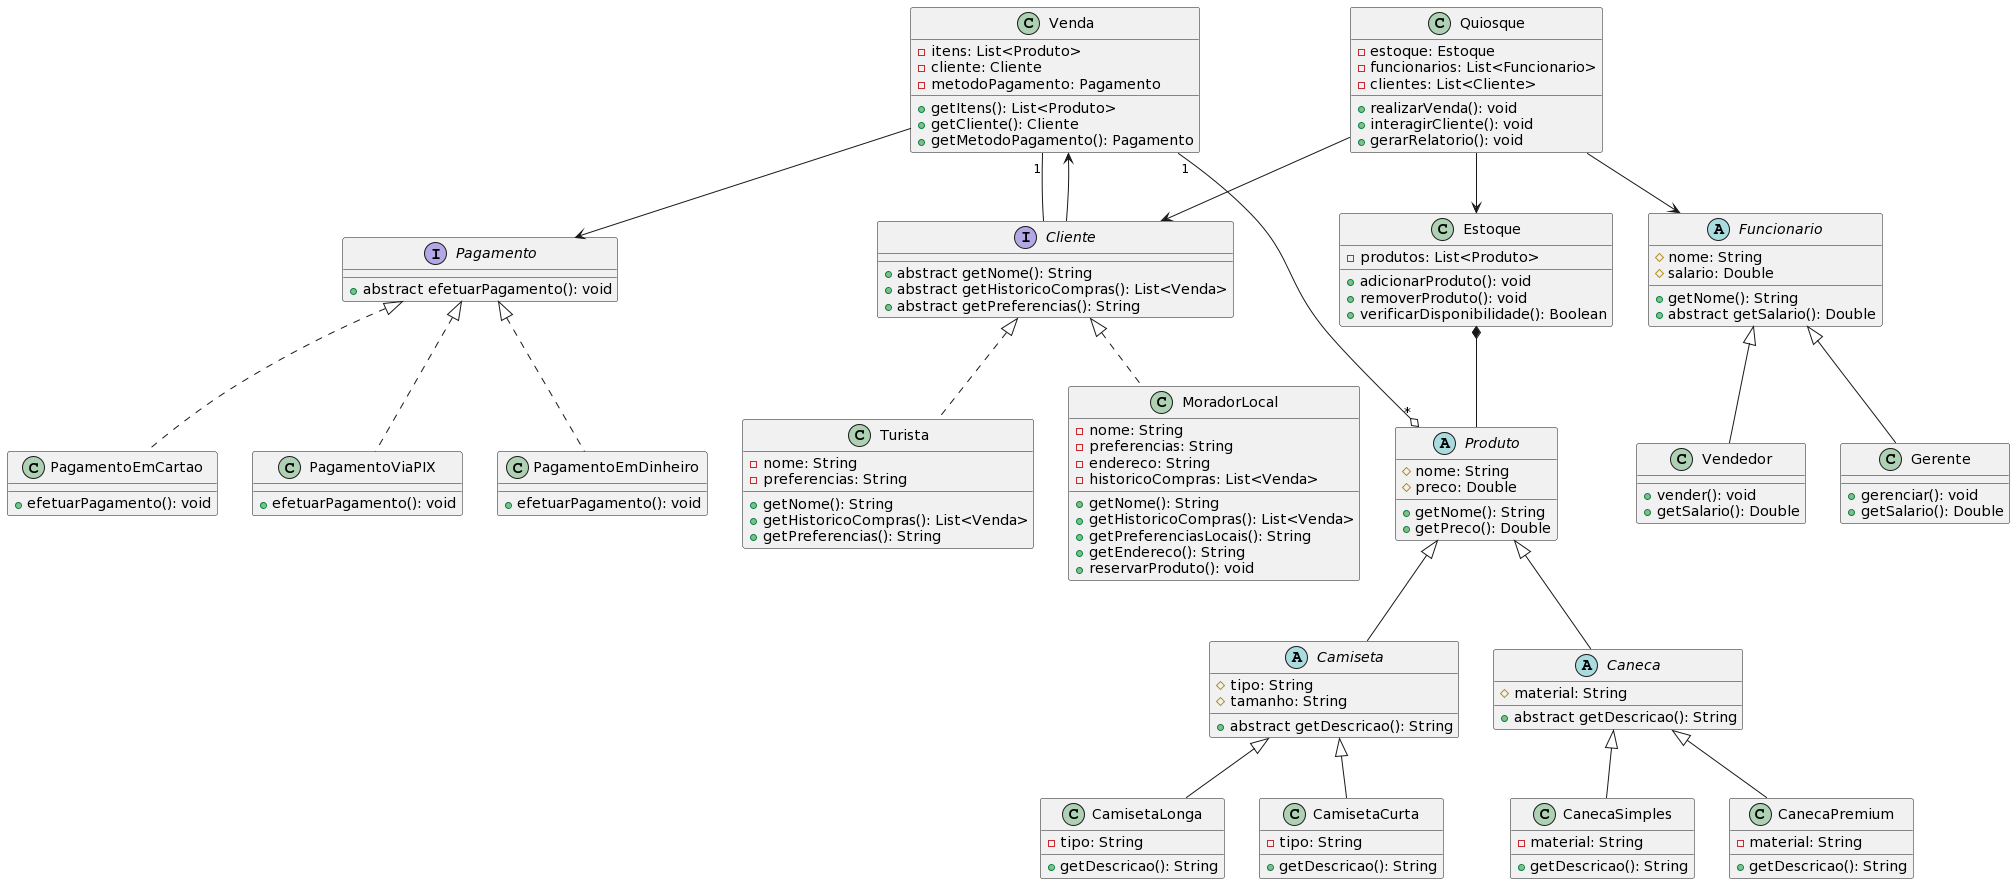 C Venda
itens: List<Produto>
cliente: Cliente
metodoPagamento: Pagamento
getItens(): List<Produto>
getCliente(): Cliente
getMetodoPagamento(): Pagamento
C Quiosque
estoque: Estoque
funcionarios: List<Funcionario>
clientes: List<Cliente>
realizarVenda(): void
interagirCliente(): void
gerarRelatorio(): void
1
1
I Pagamento
abstract efetuarPagamento(): void
I Cliente
abstract getNome(): String
abstract getHistoricoCompras(): List<Venda>
abstract getPreferencias(): String
C Estoque
produtos: List<Produto>
adicionarProduto(): void
removerProduto(): void
verificarDisponibilidade(): Boolean
A Funcionario
nome: String
salario: Double
getNome(): String
abstract getSalario(): Double
*
C PagamentoEmCartao
efetuarPagamento(): void
C PagamentoViaPIX
efetuarPagamento(): void
C PagamentoEmDinheiro
efetuarPagamento(): void
C Turista
nome: String
preferencias: String
getNome(): String
getHistoricoCompras(): List<Venda>
getPreferencias(): String
C MoradorLocal
nome: String
preferencias: String
endereco: String
historicoCompras: List<Venda>
getNome(): String
getHistoricoCompras(): List<Venda>
getPreferenciasLocais(): String
getEndereco(): String
reservarProduto(): void
A Produto
nome: String
preco: Double
getNome(): String
getPreco(): Double
C Vendedor
vender(): void
getSalario(): Double
C Gerente
gerenciar(): void
getSalario(): Double
A Camiseta
tipo: String
tamanho: String
abstract getDescricao(): String
A Caneca
material: String
abstract getDescricao(): String
C CamisetaLonga
tipo: String
getDescricao(): String
C CamisetaCurta
tipo: String
getDescricao(): String
C CanecaSimples
material: String
getDescricao(): String
C CanecaPremium
material: String
getDescricao(): String